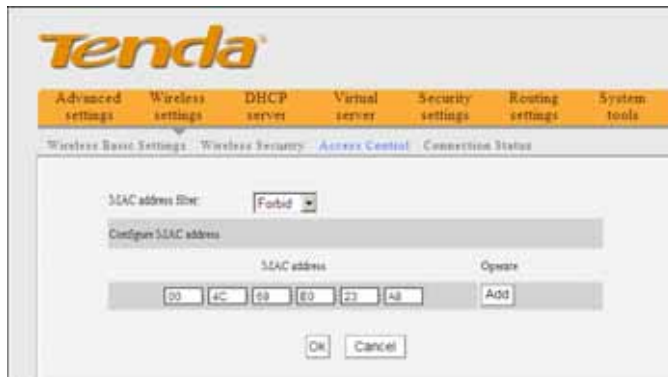 Tenda
Advanced settings Wireless settings DHCP server Virtual server Security settings Routing settings System tools
Wireless Basic Settings Wireless Security Access Control Connection Status
MAC address filter: Forbid
Configure MAC address
MAC address Operate
00 : 4C : 69 : E0 : 23 : A8 Add
Ok Cancel